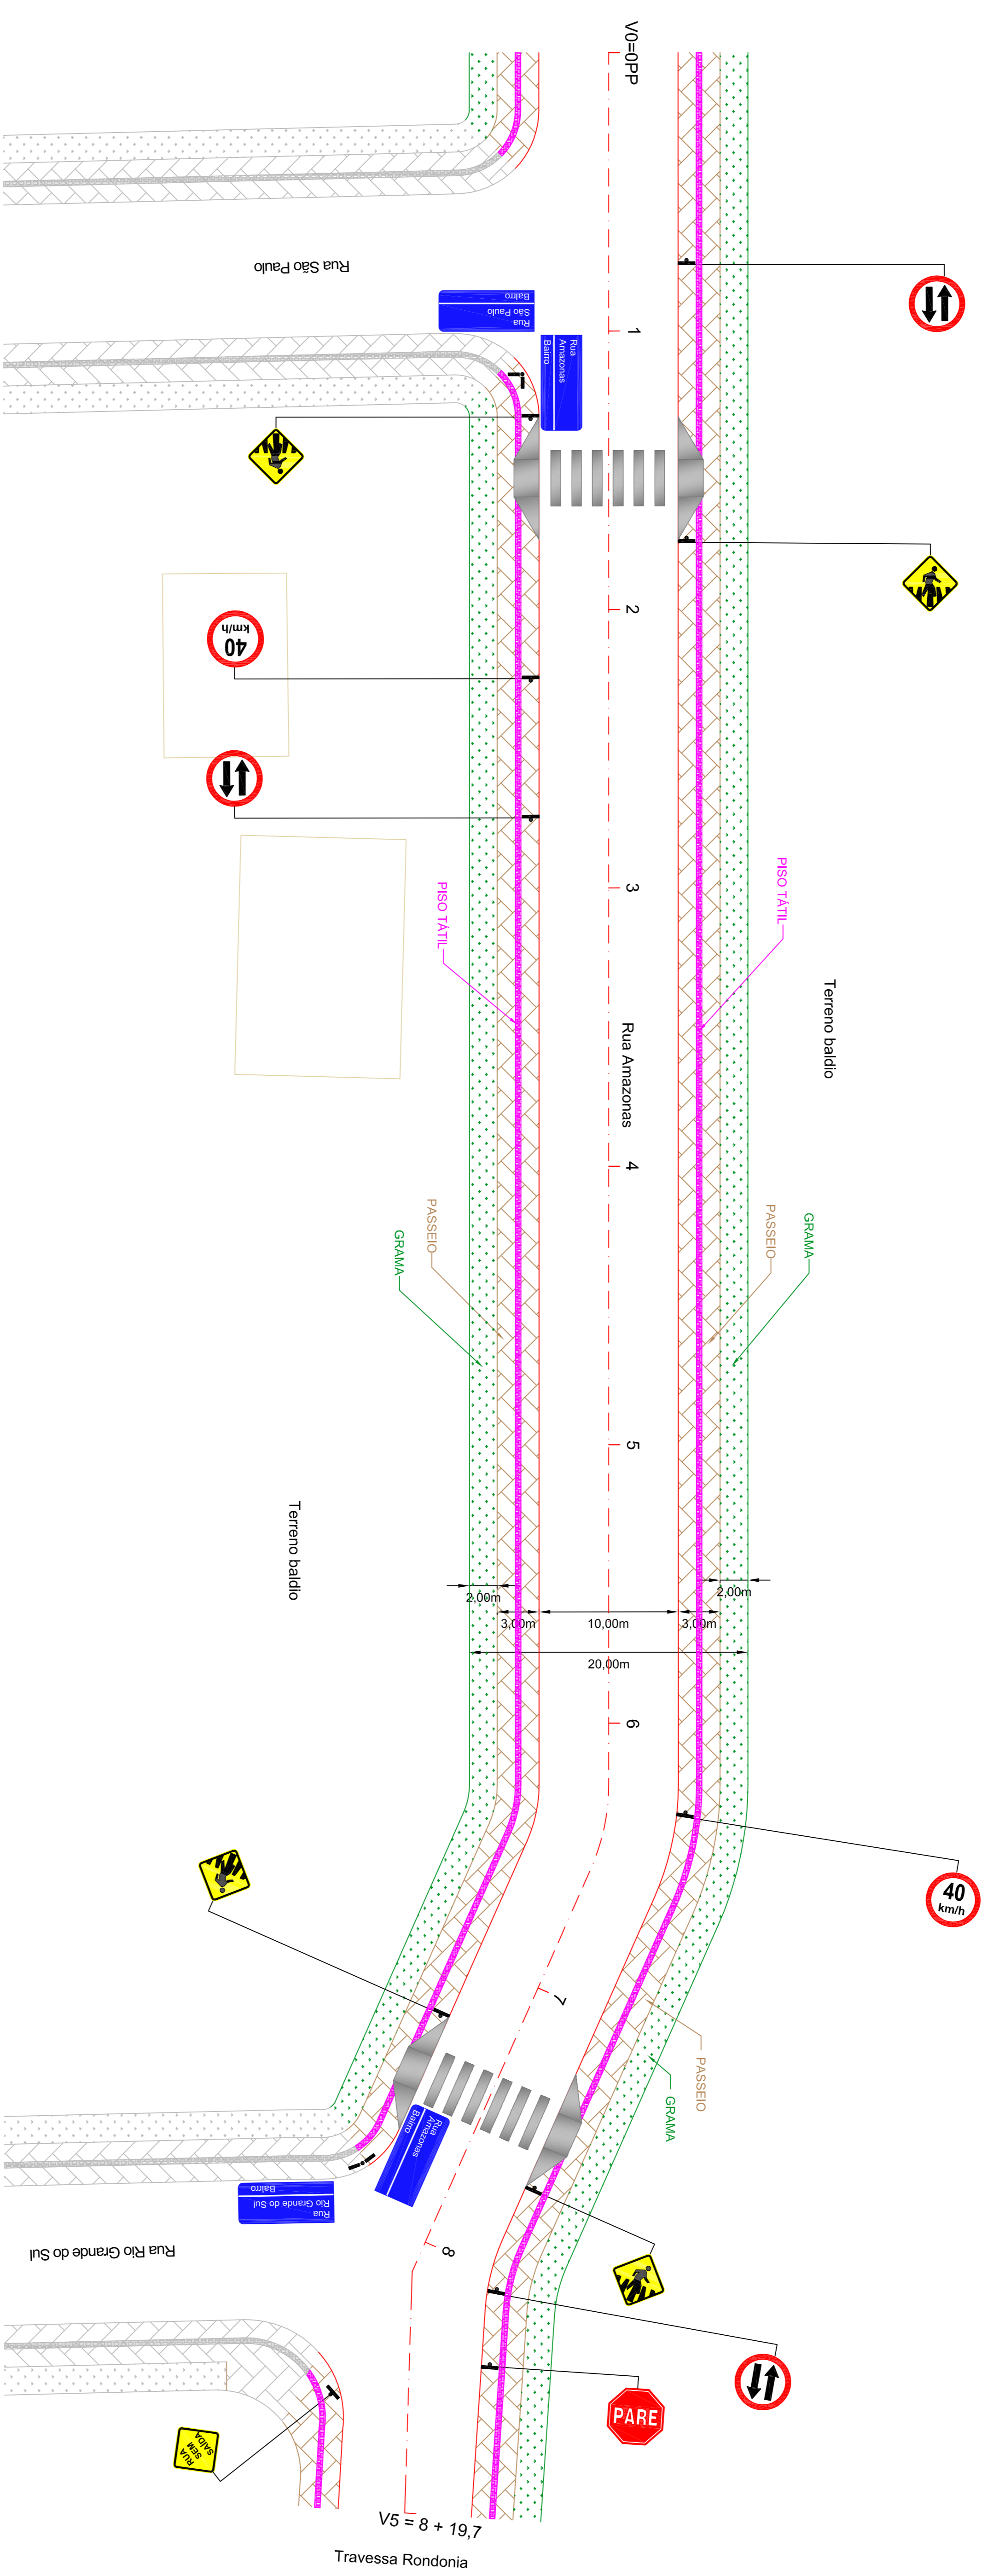 V0=0PP
Rua São Paulo
Rua
São Paulo
Bairro
1
Rua
Amazonas
Bairro
2
40
km/h
PISO TÁTIL
PISO TÁTIL
3
Terreno baldio
Rua Amazonas
4
PASSEIO
GRAMA
PASSEIO
GRAMA
5
Terreno baldio
2,00m
2,00m
3,00m
10,00m
3,00m
20,00m
6
40
km/h
7
PASSEIO
GRAMA
Rua
Amazonas
Bairro
Rua
Rio Grande do Sul
Bairro
8
Rua Rio Grande do Sul
PARE
RUA
SEM
SAÍDA
V5 = 8 + 19,7
Travessa Rondonia